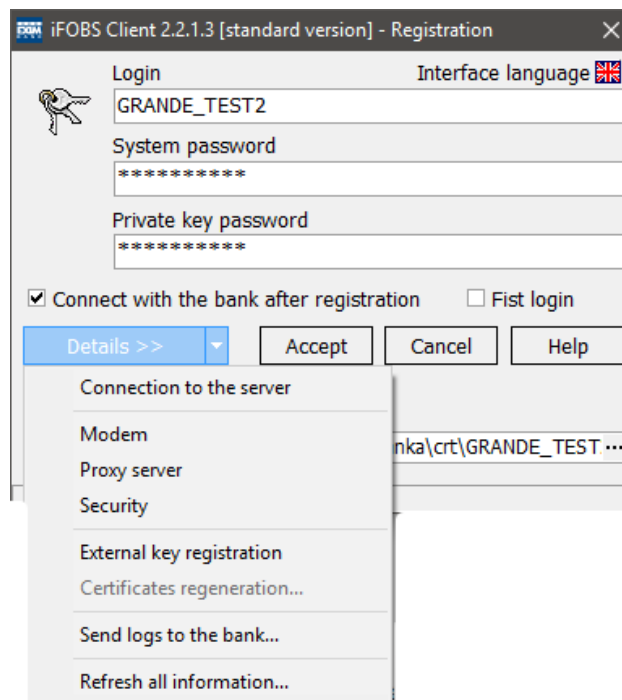 EXIM iFOBS Client 2.2.1.3 [standard version] - Registration
Login Interface language
GRANDE_TEST2
System password
**********
Private key password
**********
Connect with the bank after registration Fist login
Details >> Accept Cancel Help
Connection to the server
Modem
nka\crt\GRANDE_TEST ...
Proxy server
Security
External key registration
Certificates regeneration...
Send logs to the bank...
Refresh all information...